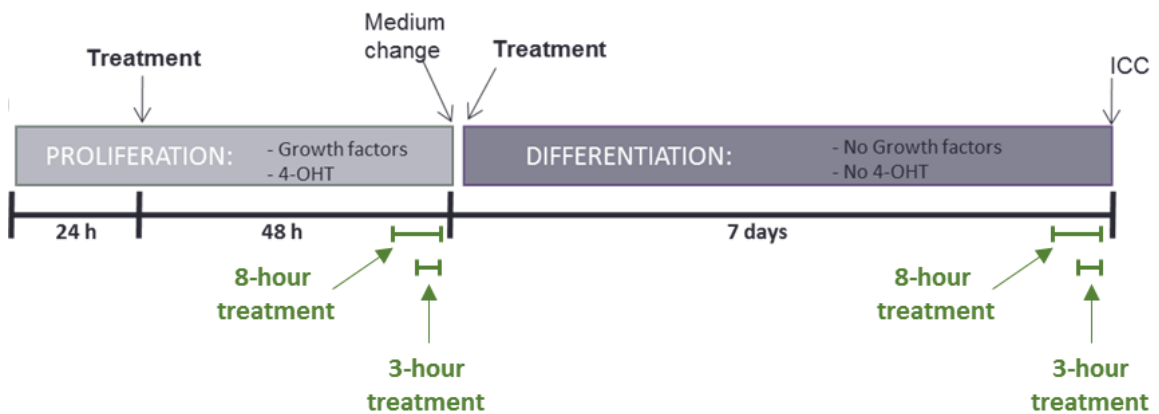 Medium
change
Treatment
Treatment
ICC
PROLIFERATION:
- Growth factors
- 4-OHT
DIFFERENTIATION:
- No Growth factors
- No 4-OHT
24 h
48 h
7 days
8-hour
treatment
3-hour
treatment
8-hour
treatment
3-hour
treatment